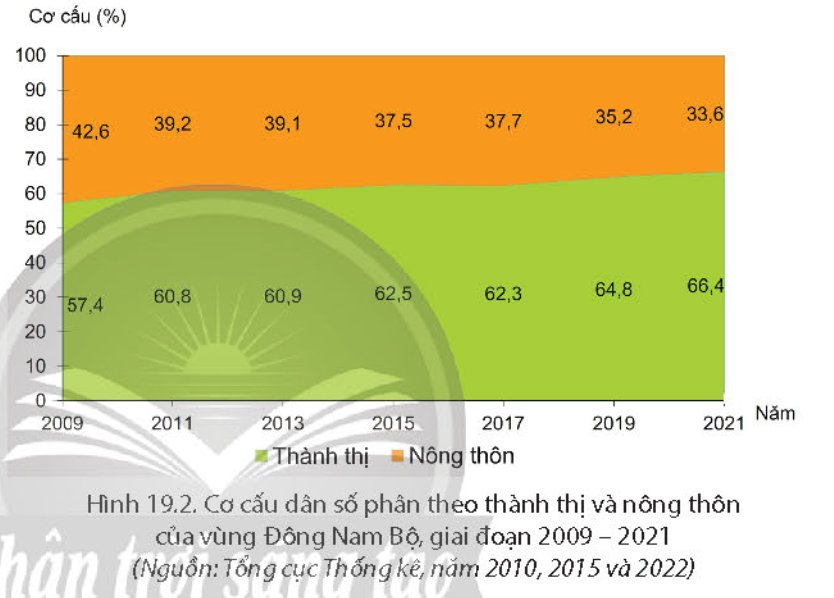 Cơ cấu (%)
100
90
80
70
60
50
40
30
20
10
0
42,6 39,2 39,1 37,5 37,7 35,2 33,6
57,4 60,8 60,9 62,5 62,3 64,8 66,4
2009 2011 2013 2015 2017 2019 2021 Năm
Thành thị Nông thôn
Hình 19.2. Cơ cấu dân số phân theo thành thị và nông thôn
của vùng Đông Nam Bộ, giai đoạn 2009 – 2021
(Nguồn: Tổng cục Thống kê, năm 2010, 2015 và 2022)